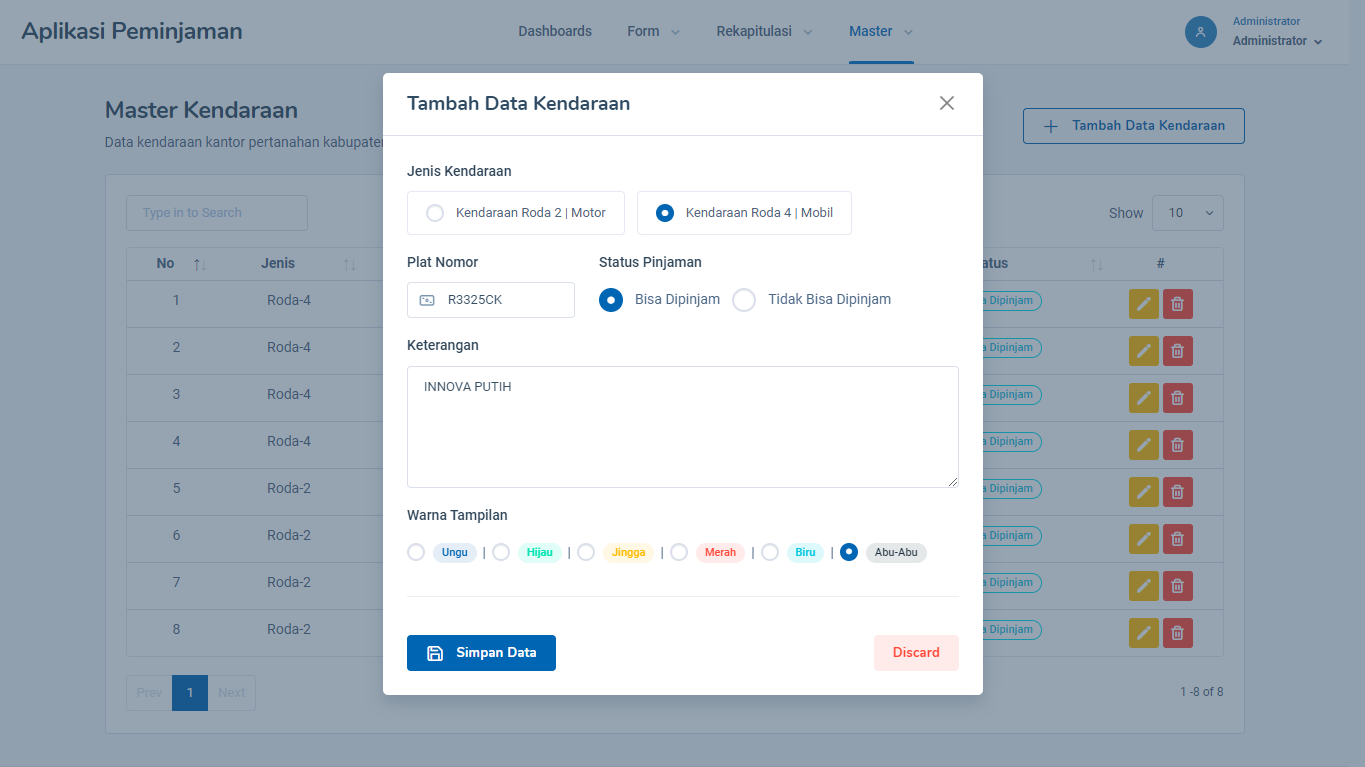 Aplikasi Peminjaman
Dashboards Form Rekapitulasi Master
Administrator
Administrator
Master Kendaraan
Data kendaraan kantor pertanahan
Tambah Data Kendaraan
Tambah Data Kendaraan
Jenis Kendaraan
Kendaraan Roda 2 | Motor Kendaraan Roda 4 | Mobil
Plat Nomor Status Pinjaman
R3325CK Bisa Dipinjam Tidak Bisa Dipinjam
Keterangan
INNOVA PUTIH
Warna Tampilan
Ungu | Hijau | Jingga | Merah | Biru | Abu-Abu
Simpan Data Discard
Type in to Search Show 10
No Jenis #
1 Roda-4 Dipinjam
2 Roda-4 Dipinjam
3 Roda-4 Dipinjam
4 Roda-4 Dipinjam
5 Roda-2 Dipinjam
6 Roda-2 Dipinjam
7 Roda-2 Dipinjam
8 Roda-2 Dipinjam
Prev 1 Next 1 -8 of 8